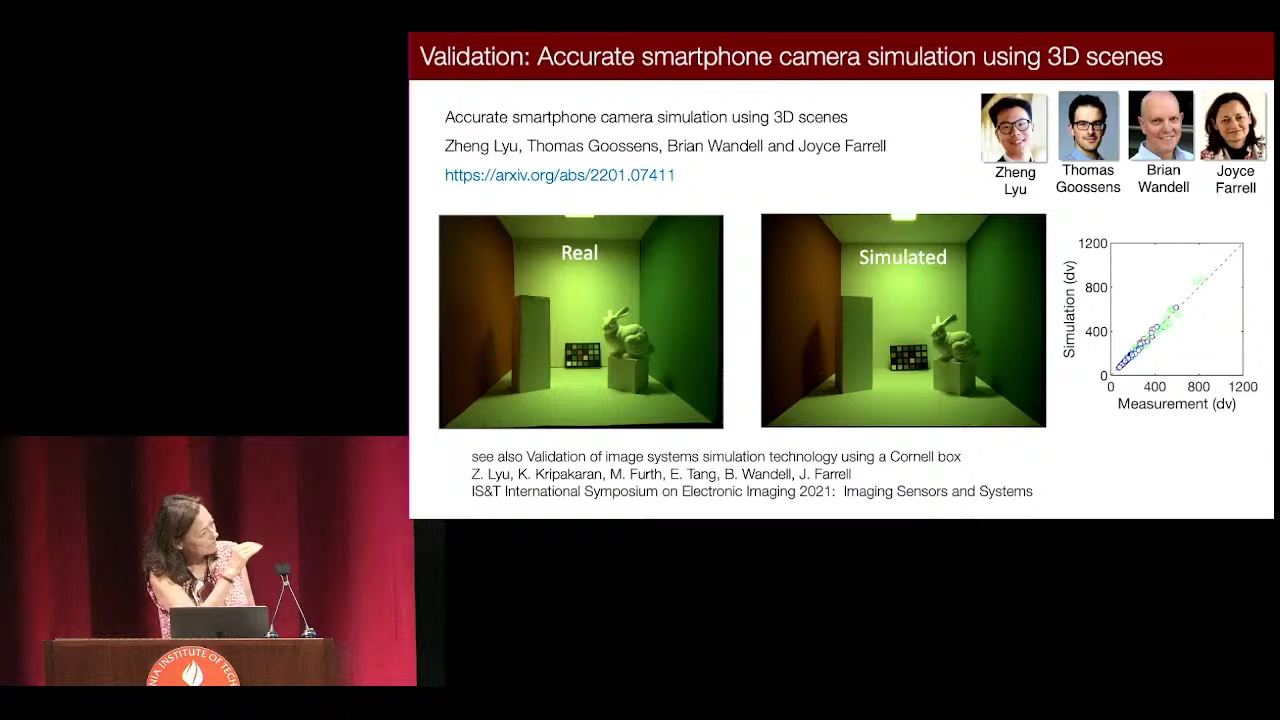 Validation: Accurate smartphone camera simulation using 3D scenes
Accurate smartphone camera simulation using 3D scenes
Zheng Lyu, Thomas Goossens, Brian Wandell and Joyce Farrell
https://arxiv.org/abs/2201.07411
Zheng
Lyu
Thomas
Goossens
Brian
Wandell
Joyce
Farrell
Real
Simulated
1200
800
400
0
Simulation (dv)
0 400 800 1200
Measurement (dv)
see also Validation of image systems simulation technology using a Cornell box
Z. Lyu, K. Kripakaran, M. Furth, E. Tang, B. Wandell, J. Farrell
IS&T International Symposium on Electronic Imaging 2021: Imaging Sensors and Systems
NIA INSTITUTE OF TECH